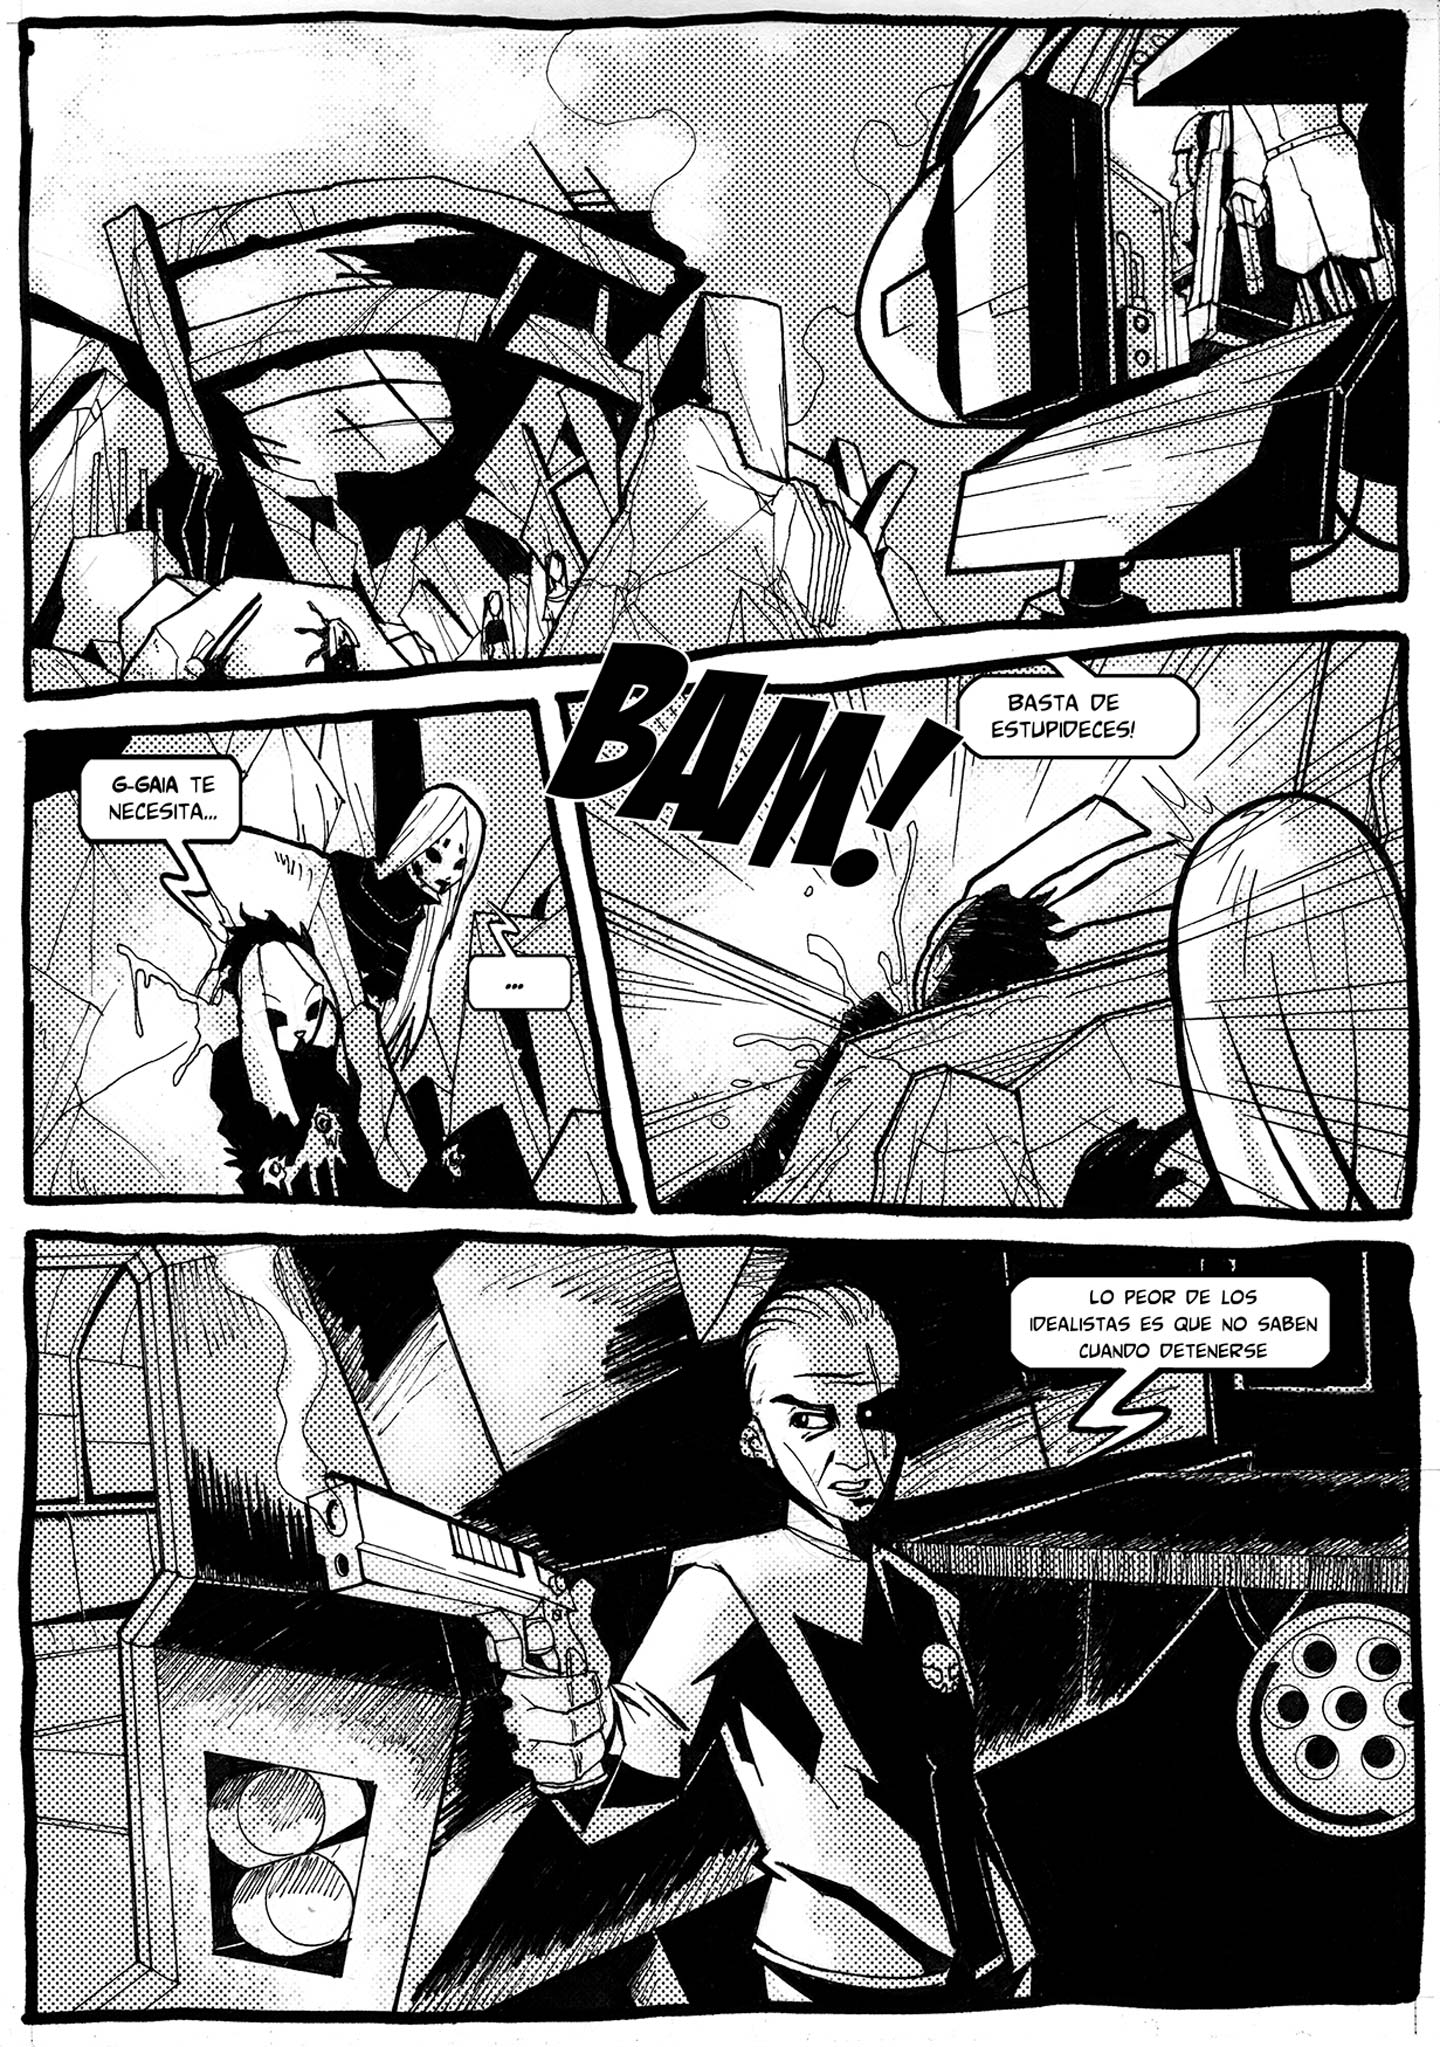 G-GAIA TE
NECESITA...
...
BAM!
BASTA DE
ESTUPIDECES!
LO PEOR DE LOS
IDEALISTAS ES QUE NO SABEN
CUANDO DETENERSE